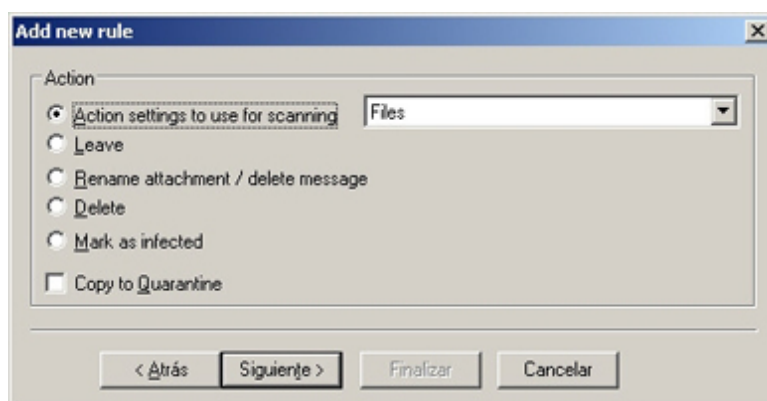 Add new rule
Action
Action settings to use for scanning Files
Leave
Rename attachment / delete message
Delete
Mark as infected
Copy to Quarantine
< Atrás Siguiente > Finalizar Cancelar